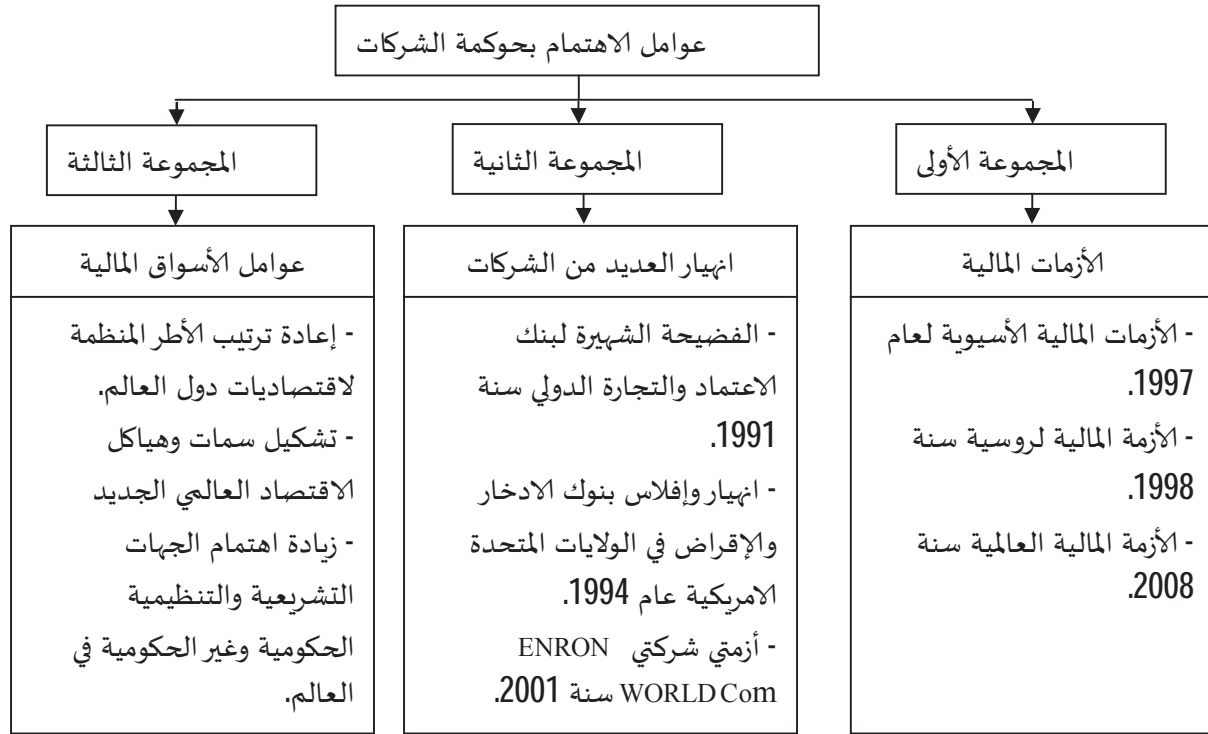 عوامل الاهتمام بحوكمة الشركات
المجموعة الأولى
المجموعة الثانية
المجموعة الثالثة
الأزمات المالية
- الأزمات المالية الأسيوية لعام
1997.
- الأزمة المالية لروسية سنة
1998.
- الأزمة المالية العالمية سنة
2008.
انهيار العديد من الشركات
- الفضيحة الشهيرة لبنك
الاعتماد والتجارة الدولي سنة
1991.
- انهيار وإفلاس بنوك الادخار
والإقراض في الولايات المتحدة
الامريكية عام 1994.
- أزمتي شركتي ENRON
WORLD Com سنة 2001.
عوامل الأسواق المالية
- إعادة ترتيب الأطر المنظمة
لاقتصاديات دول العالم.
- تشكيل سمات وهياكل
الاقتصاد العالمي الجديد
- زيادة اهتمام الجهات
التشريعية والتنظيمية
الحكومية وغير الحكومية في
العالم.